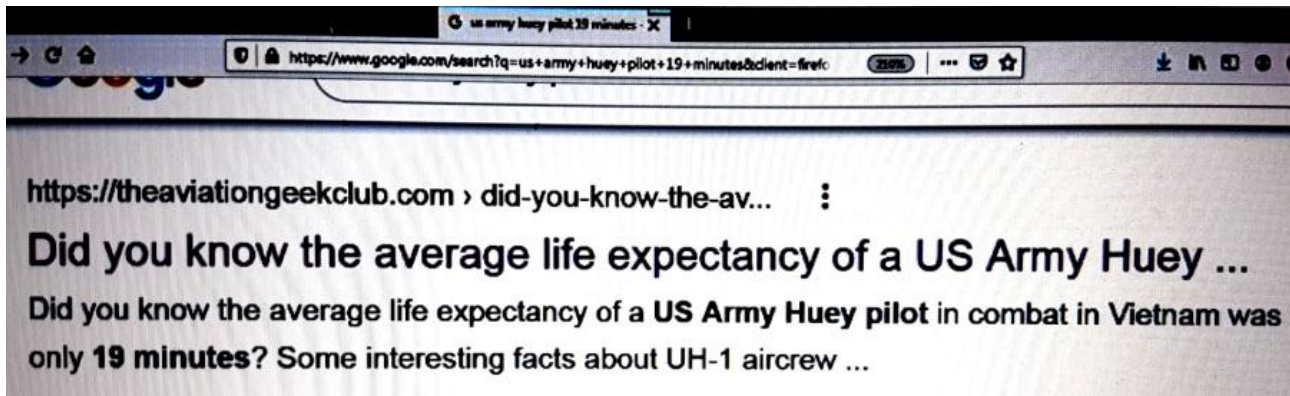 us army huey pilot 19 minutes -
https://www.google.com/search?q=us+army+huey+pilot+19+minutes&client=firefo
210%
https://theaviationgeekclub.com › did-you-know-the-av...
Did you know the average life expectancy of a US Army Huey ...
Did you know the average life expectancy of a US Army Huey pilot in combat in Vietnam was
only 19 minutes? Some interesting facts about UH-1 aircrew ...